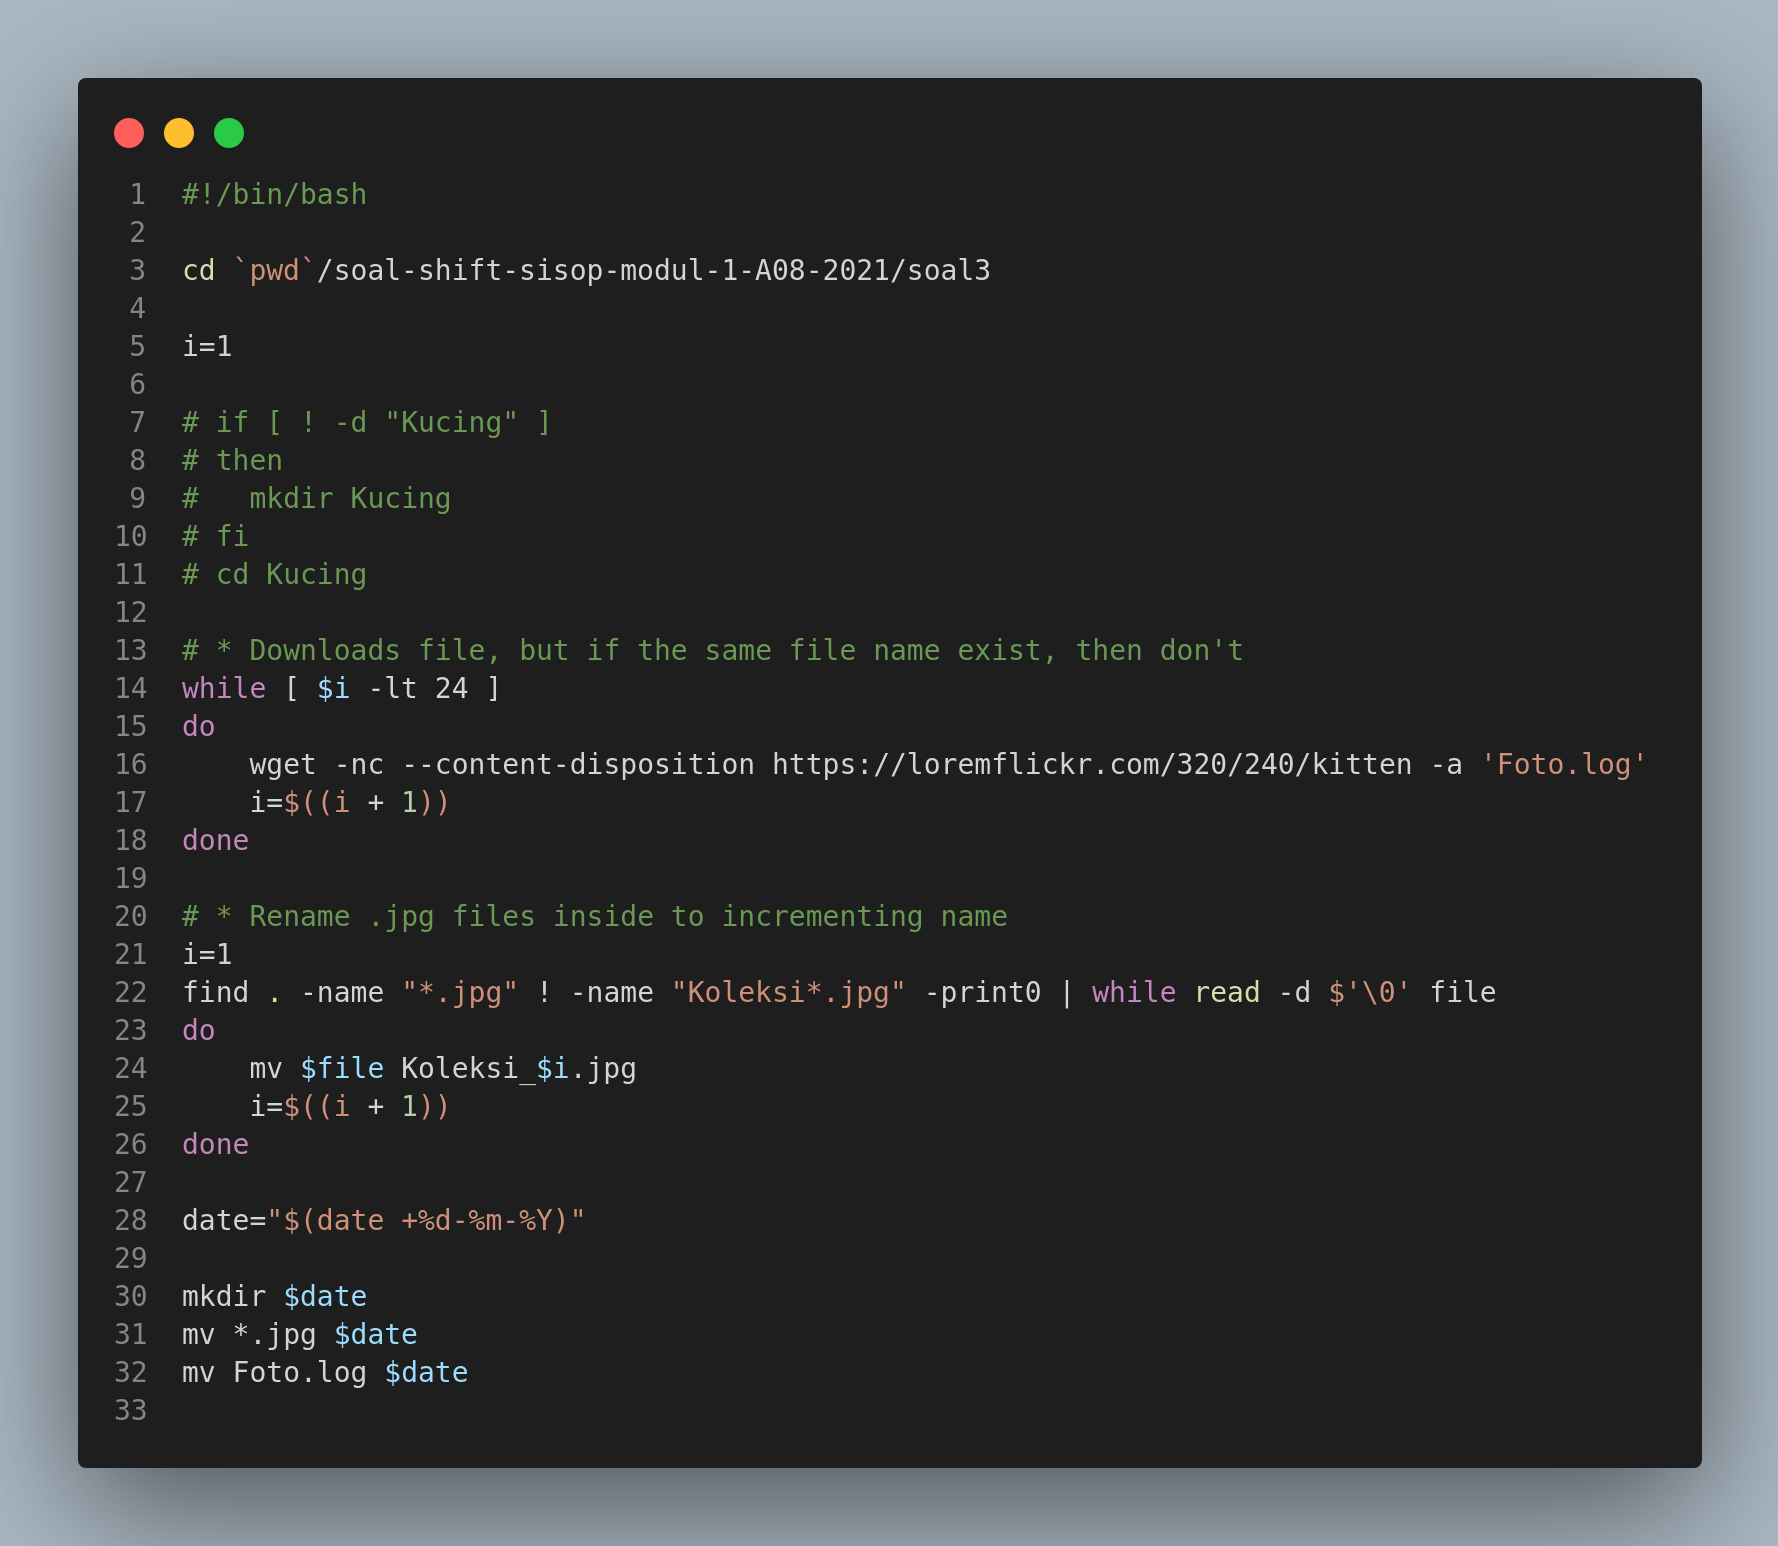 1 #!/bin/bash
2
3 cd `pwd`/soal-shift-sisop-modul-1-A08-2021/soal3
4
5 i=1
6
7 # if [ ! -d "Kucing" ]
8 # then
9 #   mkdir Kucing
10 # fi
11 # cd Kucing
12
13 # * Downloads file, but if the same file name exist, then don't
14 while [ $i -lt 24 ]
15 do
16     wget -nc --content-disposition https://loremflickr.com/320/240/kitten -a 'Foto.log'
17     i=$((i + 1))
18 done
19
20 # * Rename .jpg files inside to incrementing name
21 i=1
22 find . -name "*.jpg" ! -name "Koleksi*.jpg" -print0 | while read -d $'\0' file
23 do
24     mv $file Koleksi_$i.jpg
25     i=$((i + 1))
26 done
27
28 date="$(date +%d-%m-%Y)"
29
30 mkdir $date
31 mv *.jpg $date
32 mv Foto.log $date
33